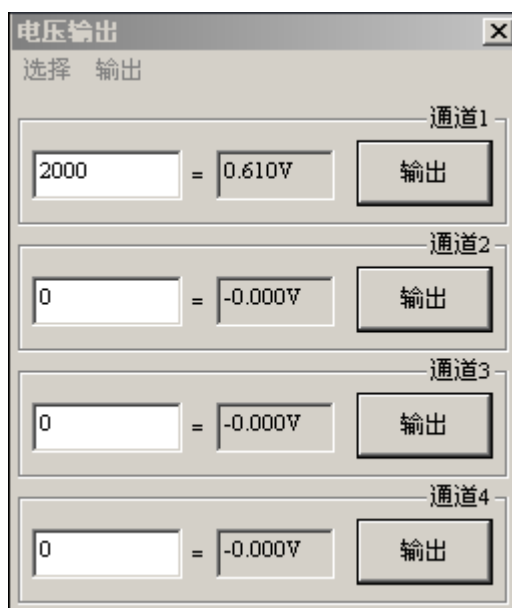 电压输出
选择 输出
通道1
2000 = 0.610V 输出
通道2
0 = -0.000V 输出
通道3
0 = -0.000V 输出
通道4
0 = -0.000V 输出